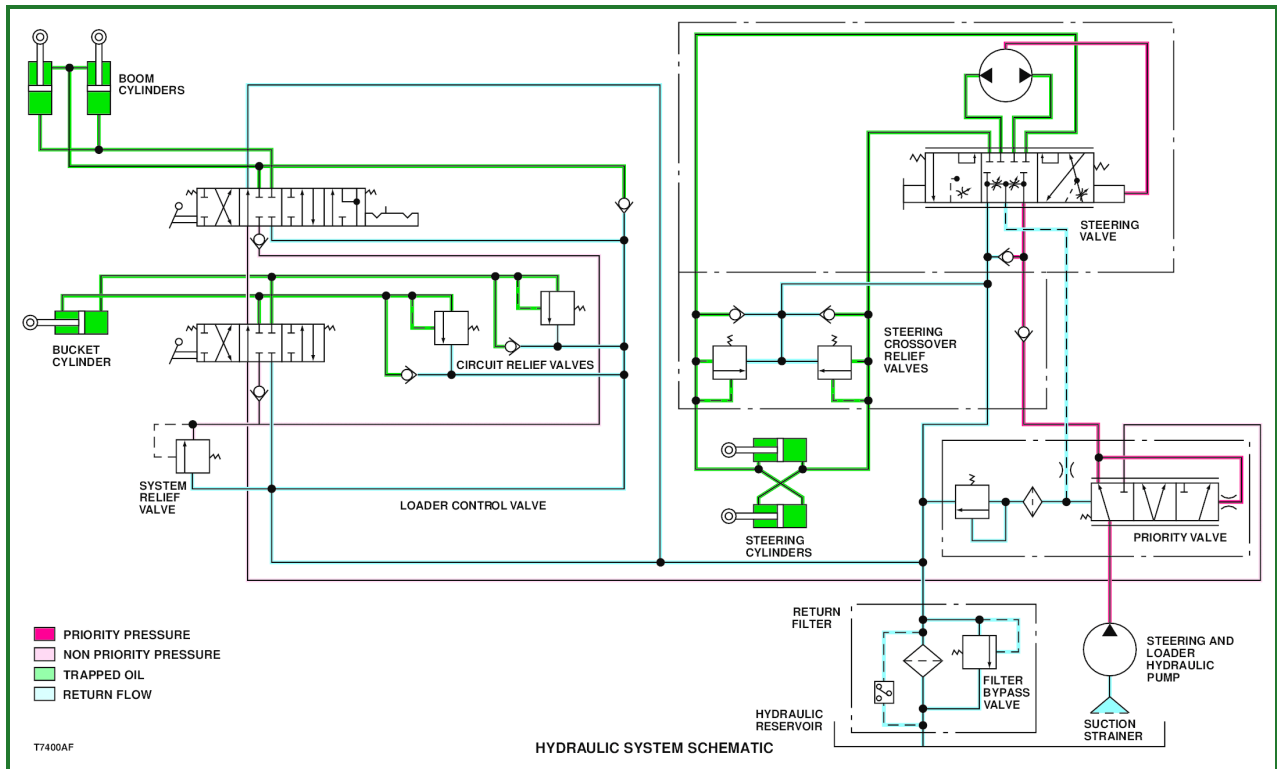 BOOM
CYLINDERS
STEERING
VALVE
BUCKET
CYLINDER
CIRCUIT RELIEF VALVES
STEERING
CROSSOVER
RELIEF
VALVES
SYSTEM
RELIEF
VALVE
LOADER CONTROL VALVE
STEERING
CYLINDERS
PRIORITY VALVE
RETURN
FILTER
FILTER
BYPASS
VALVE
HYDRAULIC
RESERVOIR
STEERING AND
LOADER
HYDRAULIC
PUMP
SUCTION
STRAINER
PRIORITY PRESSURE
NON PRIORITY PRESSURE
TRAPPED OIL
RETURN FLOW
T7400AF
HYDRAULIC SYSTEM SCHEMATIC